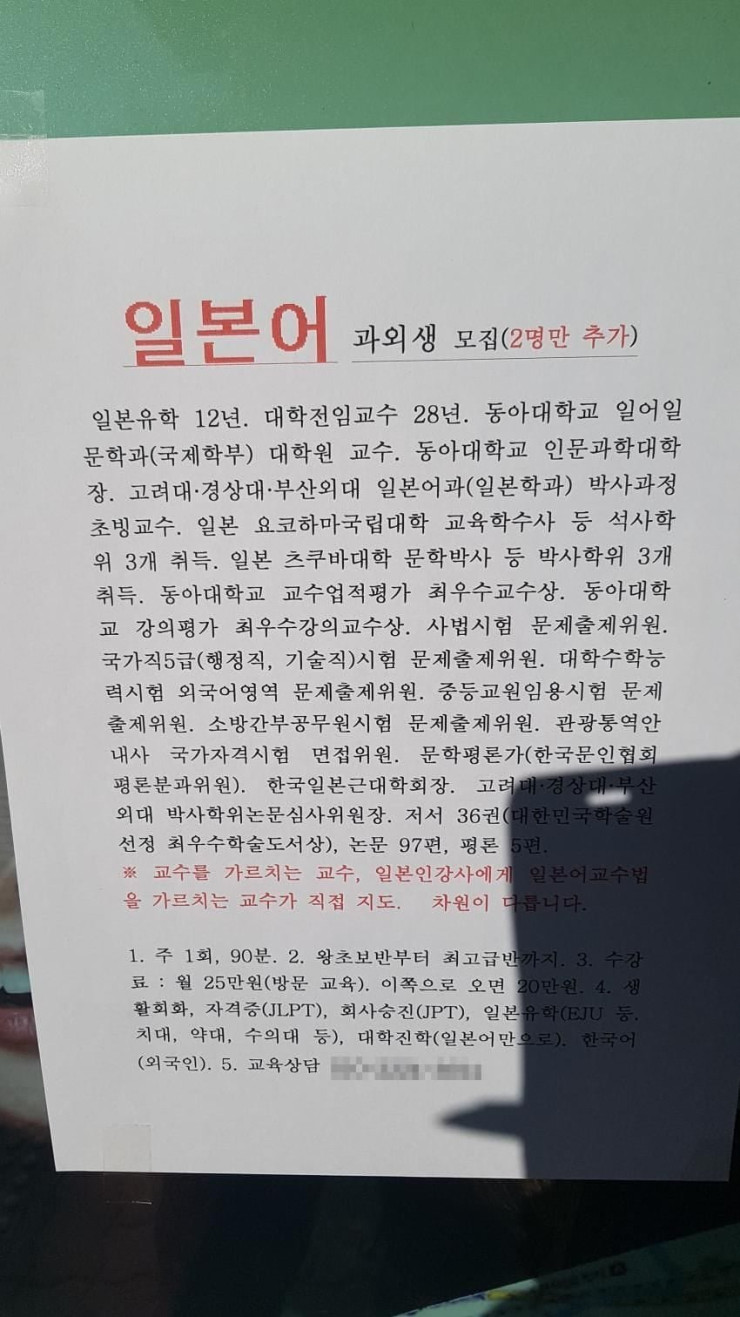 일본어 과외생 모집(2명만 추가)
일본유학 12년. 대학전임교수 28년. 동아대학교 일어일
문학과(국제학부) 대학원 교수. 동아대학교 인문과학대학
장. 고려대·경상대·부산외대 일본어과(일본학과) 박사과정
초빙교수. 일본 요코하마국립대학 교육학수사 등 석사학
위 3개 취득. 일본 츠쿠바대학 문학박사 등 박사학위 3개
취득. 동아대학교 교수업적평가 최우수교수상. 동아대학
교 강의평가 최우수강의교수상. 사법시험 문제출제위원.
국가직5급(행정직, 기술직)시험 문제출제위원. 대학수학능
력시험 외국어영역 문제출제위원. 중등교원임용시험 문제
출제위원. 소방간부공무원시험 문제출제위원. 관광통역안
내사 국가자격시험 면접위원. 문학평론가(한국문인협회
평론분과위원). 한국일본근대학회장. 고려대·경상대·부산
외대 박사학위논문심사위원장. 저서 36권(대한민국학술원
선정 최우수학술도서상), 논문 97편, 평론 5편.
※ 교수를 가르치는 교수, 일본인강사에게 일본어교수법
을 가르치는 교수가 직접 지도. 차원이 다릅니다.
1. 주 1회, 90분. 2. 왕초보반부터 최고급반까지. 3. 수강
료 : 월 25만원(방문 교육). 이쪽으로 오면 20만원. 4. 생
활회화, 자격증(JLPT), 회사승진(JPT), 일본유학(EJU 등.
치대, 약대, 수의대 등), 대학진학(일본어만으로). 한국어
(외국인). 5. 교육상담